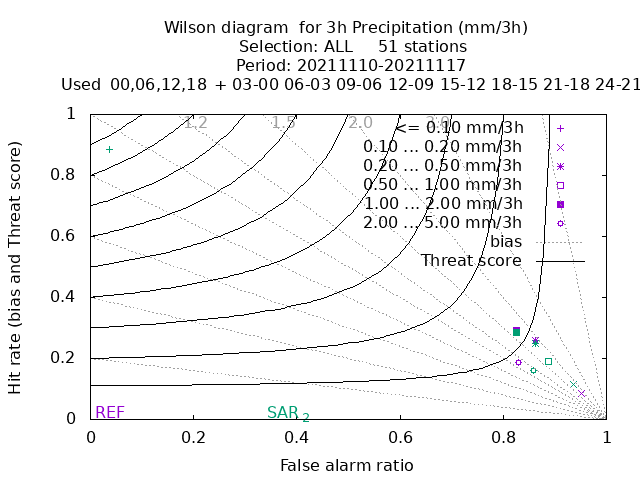 Wilson diagram  for 3h Precipitation (mm/3h)
Selection: ALL     51 stations
Period: 20211110-20211117
Used  00,06,12,18  + 03-00 06-03 09-06 12-09 15-12 18-15 21-18 24-21
1
1.2
1.5
2.0
<= 0.10 mm/3h
0.10 ... 0.20 mm/3h
0.20 ... 0.50 mm/3h
0.50 ... 1.00 mm/3h
1.00 ... 2.00 mm/3h
2.00 ... 5.00 mm/3h
bias
Threat score
0.8
0.6
0.4
0.2
0
Hit rate (bias and Threat score)
REF
SAR 2
0 0.2 0.4 0.6 0.8 1
False alarm ratio